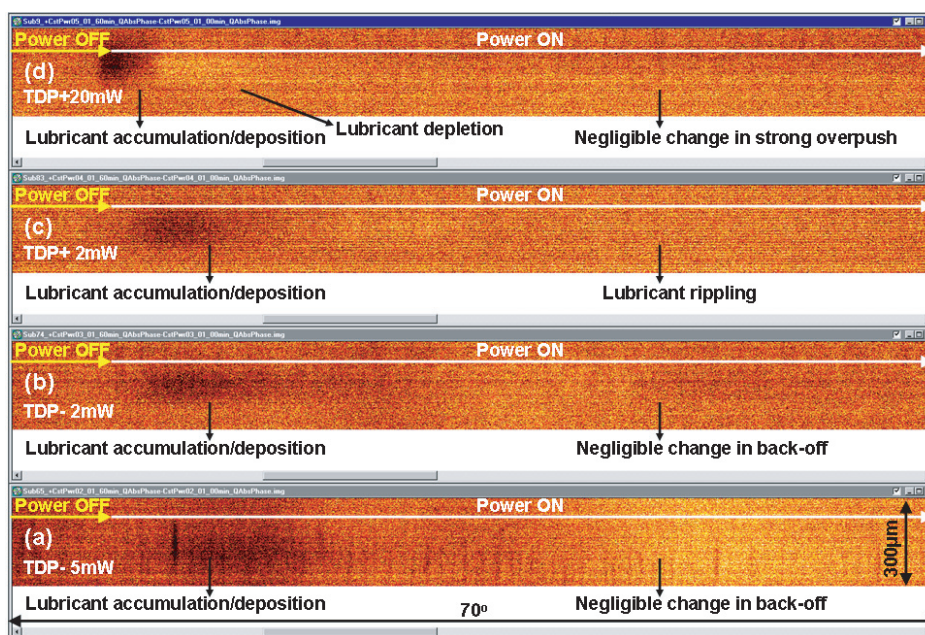 Sub9_+CstPwr05_01_60min_QAbsPhase-CstPwr05_01_00min_QAbsPhase.img
Power OFF Power ON
(d)
TDP+20mW
Lubricant accumulation/deposition Lubricant depletion Negligible change in strong overpush
Sub83_+CstPwr04_01_60min_QAbsPhase-CstPwr04_01_00min_QAbsPhase.img
Power OFF Power ON
(c)
TDP+ 2mW
Lubricant accumulation/deposition Lubricant rippling
Sub74_+CstPwr03_01_60min_QAbsPhase-CstPwr03_01_00min_QAbsPhase.img
Power OFF Power ON
(b)
TDP- 2mW
Lubricant accumulation/deposition Negligible change in back-off
Sub65_+CstPwr02_01_60min_QAbsPhase-CstPwr02_01_00min_QAbsPhase.img
Power OFF Power ON
(a)
TDP- 5mW
300µm
Lubricant accumulation/deposition Negligible change in back-off
70º